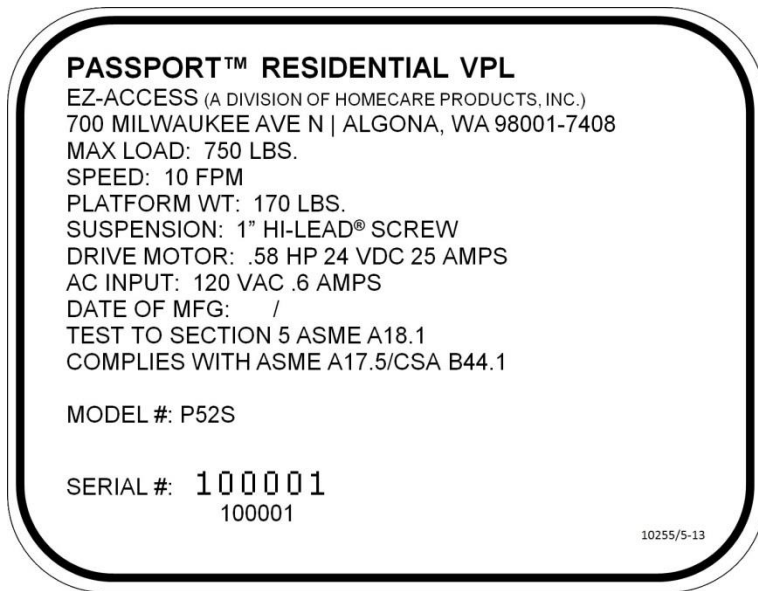 PASSPORT™ RESIDENTIAL VPL
EZ-ACCESS (A DIVISION OF HOMECARE PRODUCTS, INC.)
700 MILWAUKEE AVE N | ALGONA, WA 98001-7408
MAX LOAD: 750 LBS.
SPEED: 10 FPM
PLATFORM WT: 170 LBS.
SUSPENSION: 1” HI-LEAD® SCREW
DRIVE MOTOR: .58 HP 24 VDC 25 AMPS
AC INPUT: 120 VAC .6 AMPS
DATE OF MFG: /
TEST TO SECTION 5 ASME A18.1
COMPLIES WITH ASME A17.5/CSA B44.1
MODEL #: P52S
SERIAL #: 100001
100001
10255/5-13